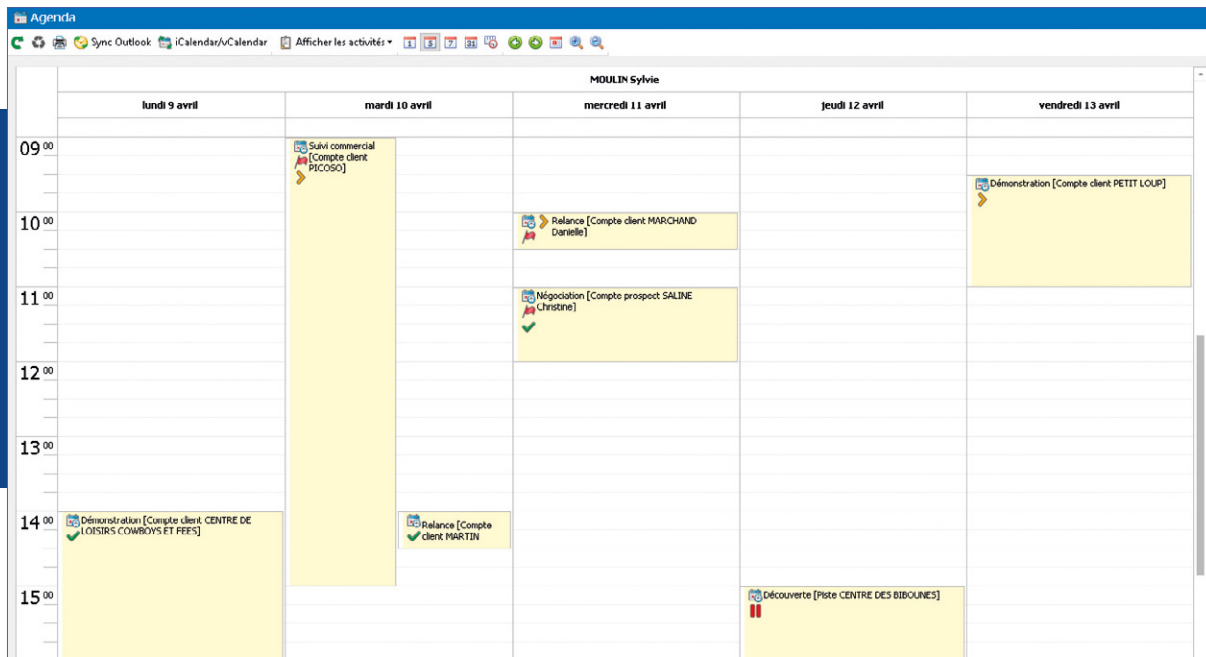 Agenda
Sync Outlook iCalendar/vCalendar Afficher les activités 1 5 7 31
MOULIN Sylvie
lundi 9 avril mardi 10 avril mercredi 11 avril jeudi 12 avril vendredi 13 avril
09 00
Suivi commercial
[Compte client
PICOSO]
Démonstration [Compte client PETIT LOUP]
10 00
Relance [Compte client MARCHAND
Danielle]
11 00
Négociation [Compte prospect SALINE
Christine]
12 00
13 00
14 00
Démonstration [Compte client CENTRE DE
LOISIRS COWBOYS ET FEES]
Relance [Compte
client MARTIN
15 00
Découverte [Piste CENTRE DES BIBOUNES]